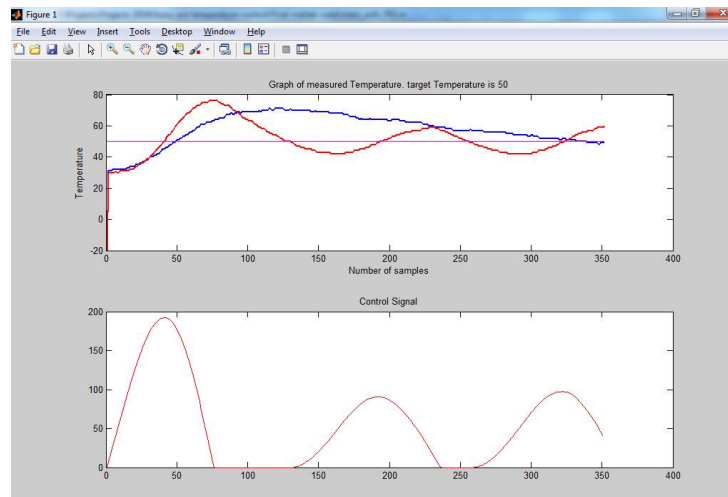 Figure 1
File Edit View Insert Tools Desktop Window Help
Graph of measured Temperature. target Temperature is 50
80
60
40
20
0
-20
Temperature
0 50 100 150 200 250 300 350 400
Number of samples
Control Signal
200
150
100
50
0
0 50 100 150 200 250 300 350 400